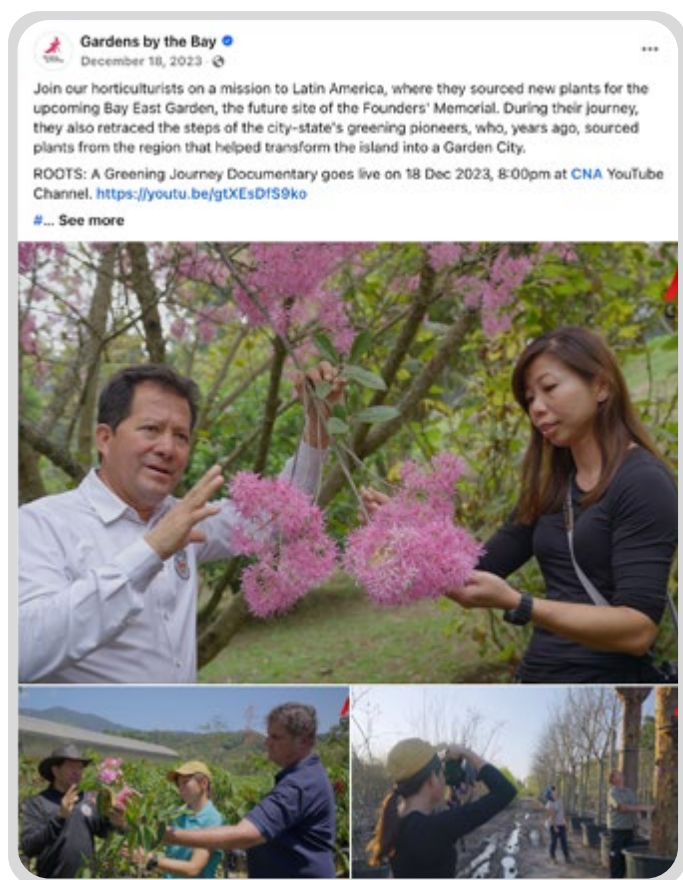 Gardens by the Bay
December 18, 2023 ·
Join our horticulturists on a mission to Latin America, where they sourced new plants for the
upcoming Bay East Garden, the future site of the Founders' Memorial. During their journey,
they also retraced the steps of the city-state's greening pioneers, who, years ago, sourced
plants from the region that helped transform the island into a Garden City.
ROOTS: A Greening Journey Documentary goes live on 18 Dec 2023, 8:00pm at CNA YouTube
Channel. https://youtu.be/gtXEsDfS9ko
#... See more